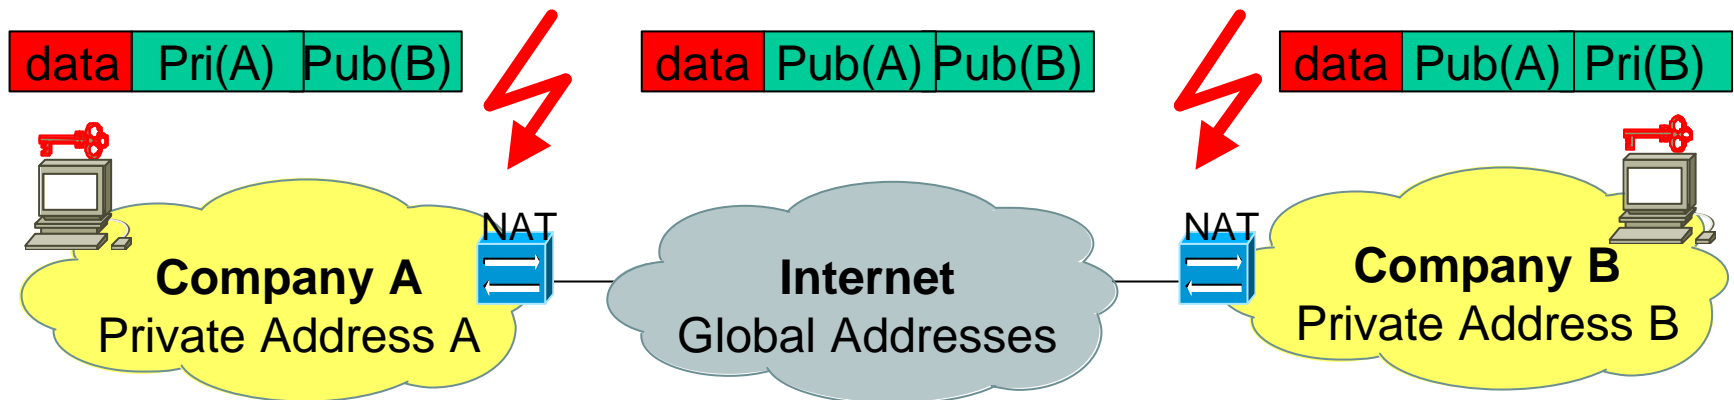 data Pri(A) Pub(B)
data Pub(A) Pub(B)
data Pub(A) Pri(B)
NAT
NAT
Company A
Private Address A
Internet
Global Addresses
Company B
Private Address B